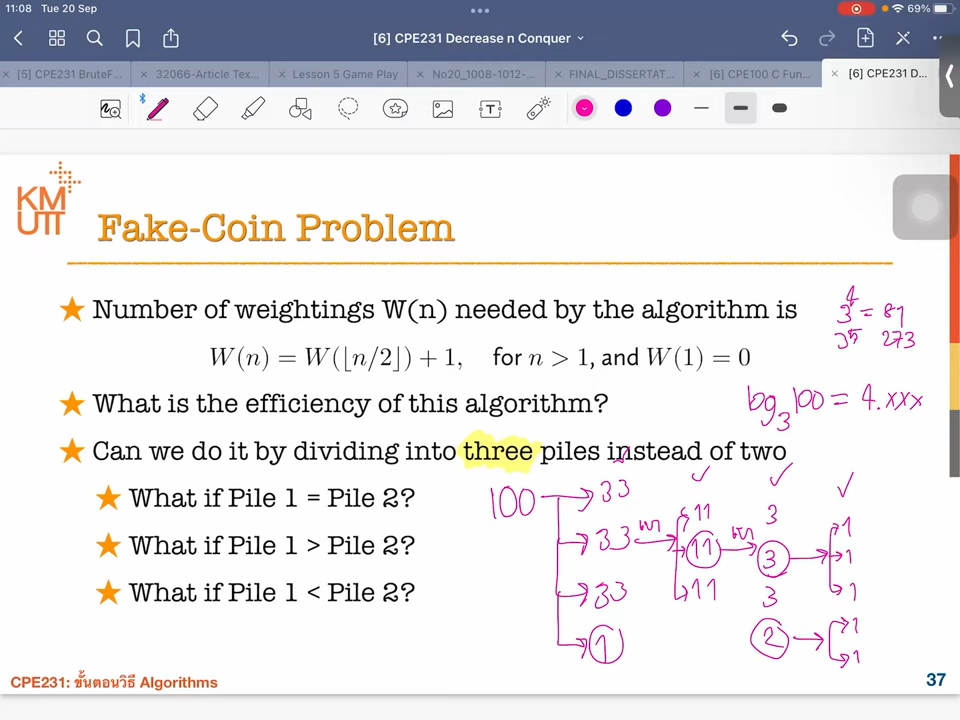 11:08 Tue 20 Sep
69%
[6] CPE231 Decrease n Conquer
[5] CPE231 BruteF...
32066-Article Tex...
Lesson 5 Game Play
No20_1008-1012-...
FINAL_DISSERTAT...
[6] CPE100 C Fun...
[6] CPE231 D...
KM
UTT
Fake-Coin Problem
★ Number of weightings W(n) needed by the algorithm is
W(n) = W(⌊n/2⌋) + 1, for n > 1, and W(1) = 0
★ What is the efficiency of this algorithm?
★ Can we do it by dividing into three piles instead of two
★ What if Pile 1 = Pile 2?
★ What if Pile 1 > Pile 2?
★ What if Pile 1 < Pile 2?
3⁴ = 81
3⁵ 273
log₃100 = 4.xxx
100 → 33
33 → 11 → 3 → 1
33
1
11
11
3
3
1
1
2 → 1
1
CPE231: ขั้นตอนวิธี Algorithms
37